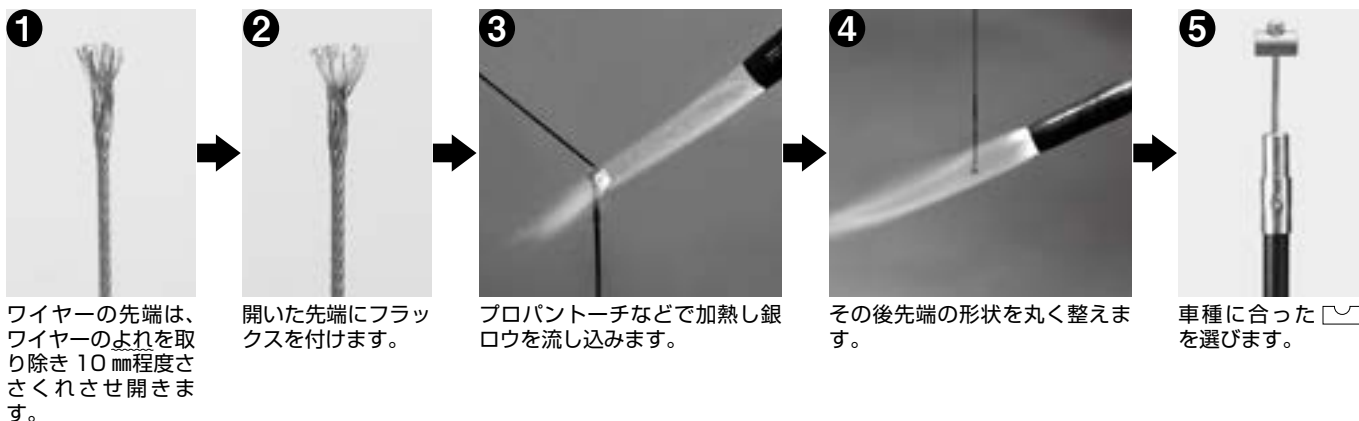 1
ワイヤーの先端は、
ワイヤーのよれを取
り除き 10 ㎜程度さ
さくれさせ開きま
す。
2
開いた先端にフラッ
クスを付けます。
3
プロパントーチなどで加熱し銀
ロウを流し込みます。
4
その後先端の形状を丸く整えま
す。
5
車種に合った
を選びます。